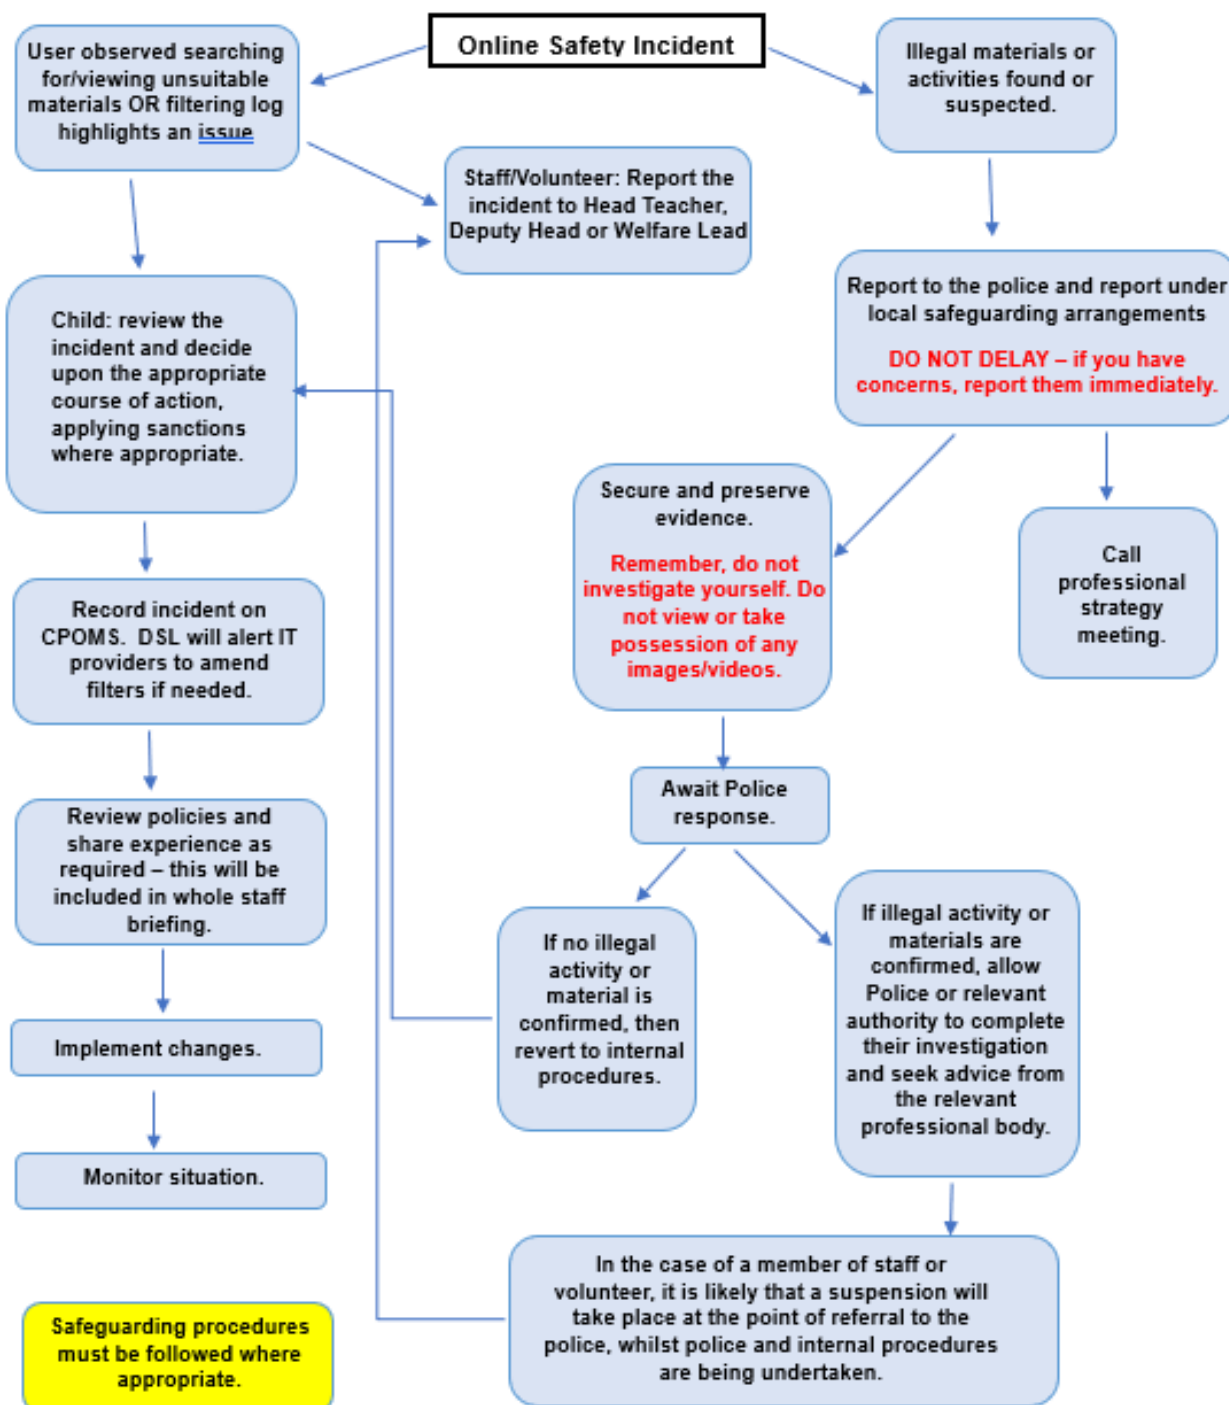 Online Safety Incident
User observed searching
for/viewing unsuitable
materials OR filtering log
highlights an issue
Illegal materials or
activities found or
suspected.
Staff/Volunteer: Report the
incident to Head Teacher,
Deputy Head or Welfare Lead
Report to the police and report under
local safeguarding arrangements
DO NOT DELAY – if you have
concerns, report them immediately.
Child: review the
incident and decide
upon the appropriate
course of action,
applying sanctions
where appropriate.
Secure and preserve
evidence.
Remember, do not
investigate yourself. Do
not view or take
possession of any
images/videos.
Call
professional
strategy
meeting.
Record incident on
CPOMS. DSL will alert IT
providers to amend
filters if needed.
Await Police
response.
Review policies and
share experience as
required – this will be
included in whole staff
briefing.
If no illegal
activity or
material is
confirmed, then
revert to internal
procedures.
If illegal activity or
materials are
confirmed, allow
Police or relevant
authority to complete
their investigation
and seek advice from
the relevant
professional body.
Implement changes.
Monitor situation.
In the case of a member of staff or
volunteer, it is likely that a suspension will
take place at the point of referral to the
police, whilst police and internal procedures
are being undertaken.
Safeguarding procedures
must be followed where
appropriate.